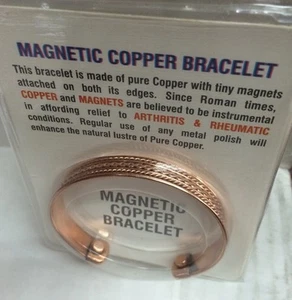 MAGNETIC COPPER BRACELET
This bracelet is made of pure Copper with tiny magnets
attached on both its edges. Since Roman times,
COPPER and MAGNETS are believed to be instrumental
in affording relief to ARTHRITIS & RHEUMATIC
conditions. Regular use of any metal polish will
enhance the natural lustre of Pure Copper.
MAGNETIC
COPPER
BRACELET